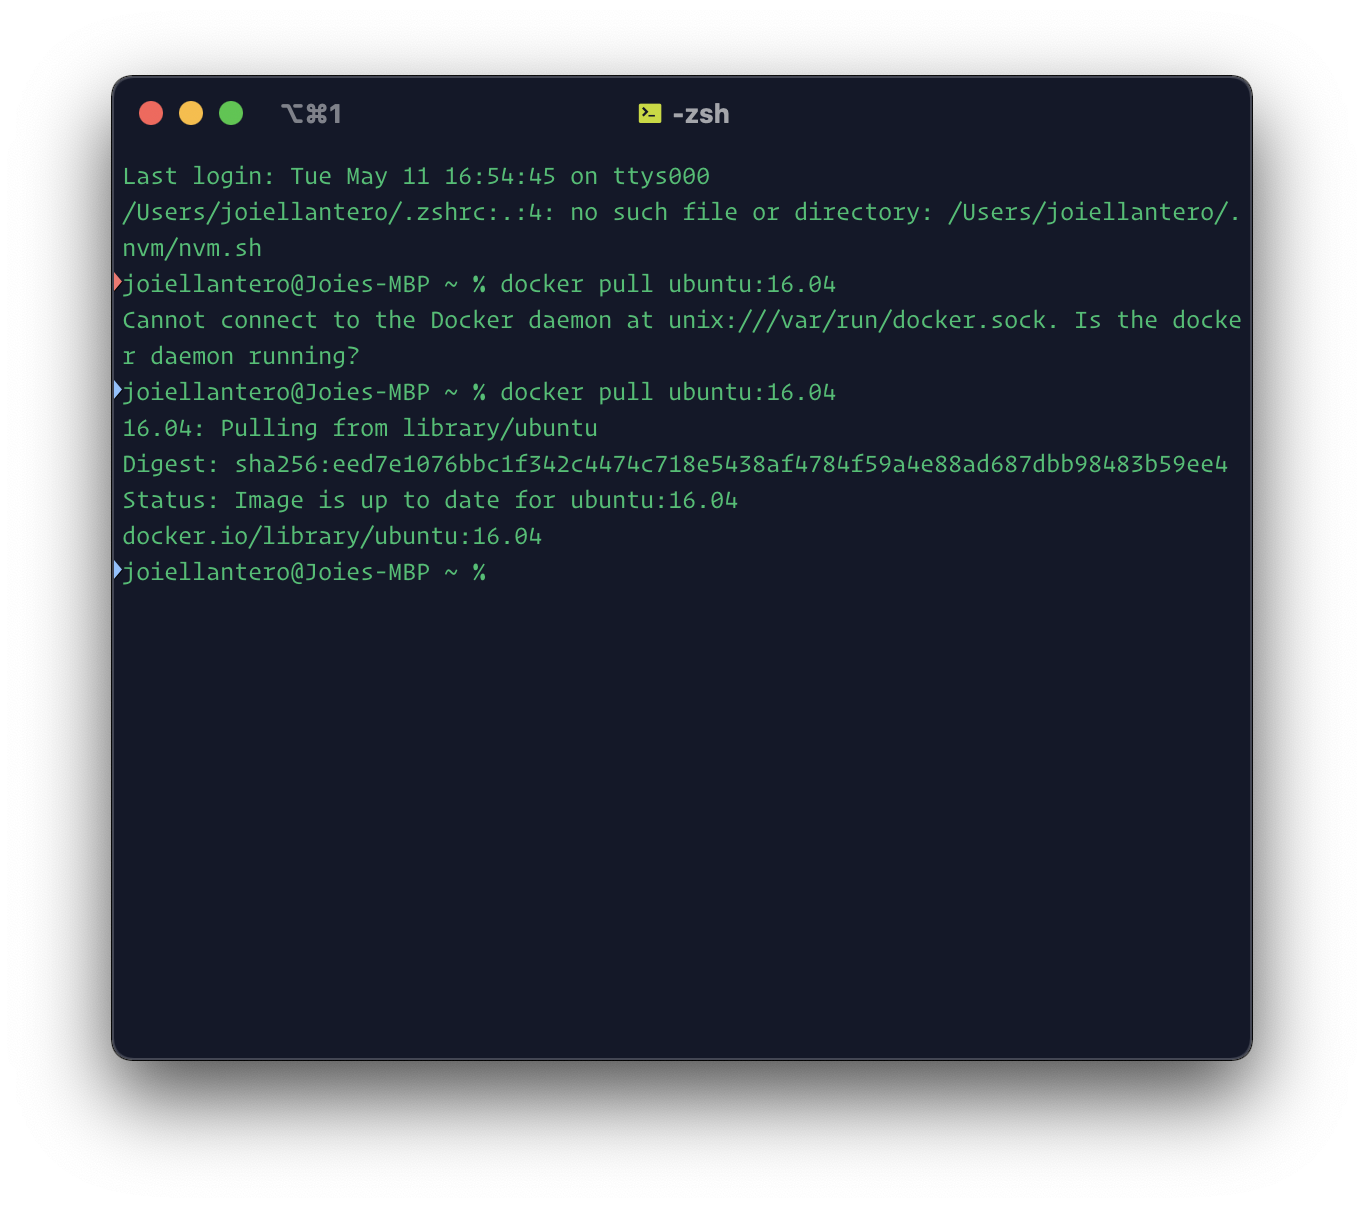 ⌥⌘1
-zsh
Last login: Tue May 11 16:54:45 on ttys000
/Users/joiellantero/.zshrc:.:4: no such file or directory: /Users/joiellantero/.
nvm/nvm.sh
joiellantero@Joies-MBP ~ % docker pull ubuntu:16.04
Cannot connect to the Docker daemon at unix:///var/run/docker.sock. Is the docke
r daemon running?
joiellantero@Joies-MBP ~ % docker pull ubuntu:16.04
16.04: Pulling from library/ubuntu
Digest: sha256:eed7e1076bbc1f342c4474c718e5438af4784f59a4e88ad687dbb98483b59ee4
Status: Image is up to date for ubuntu:16.04
docker.io/library/ubuntu:16.04
joiellantero@Joies-MBP ~ %